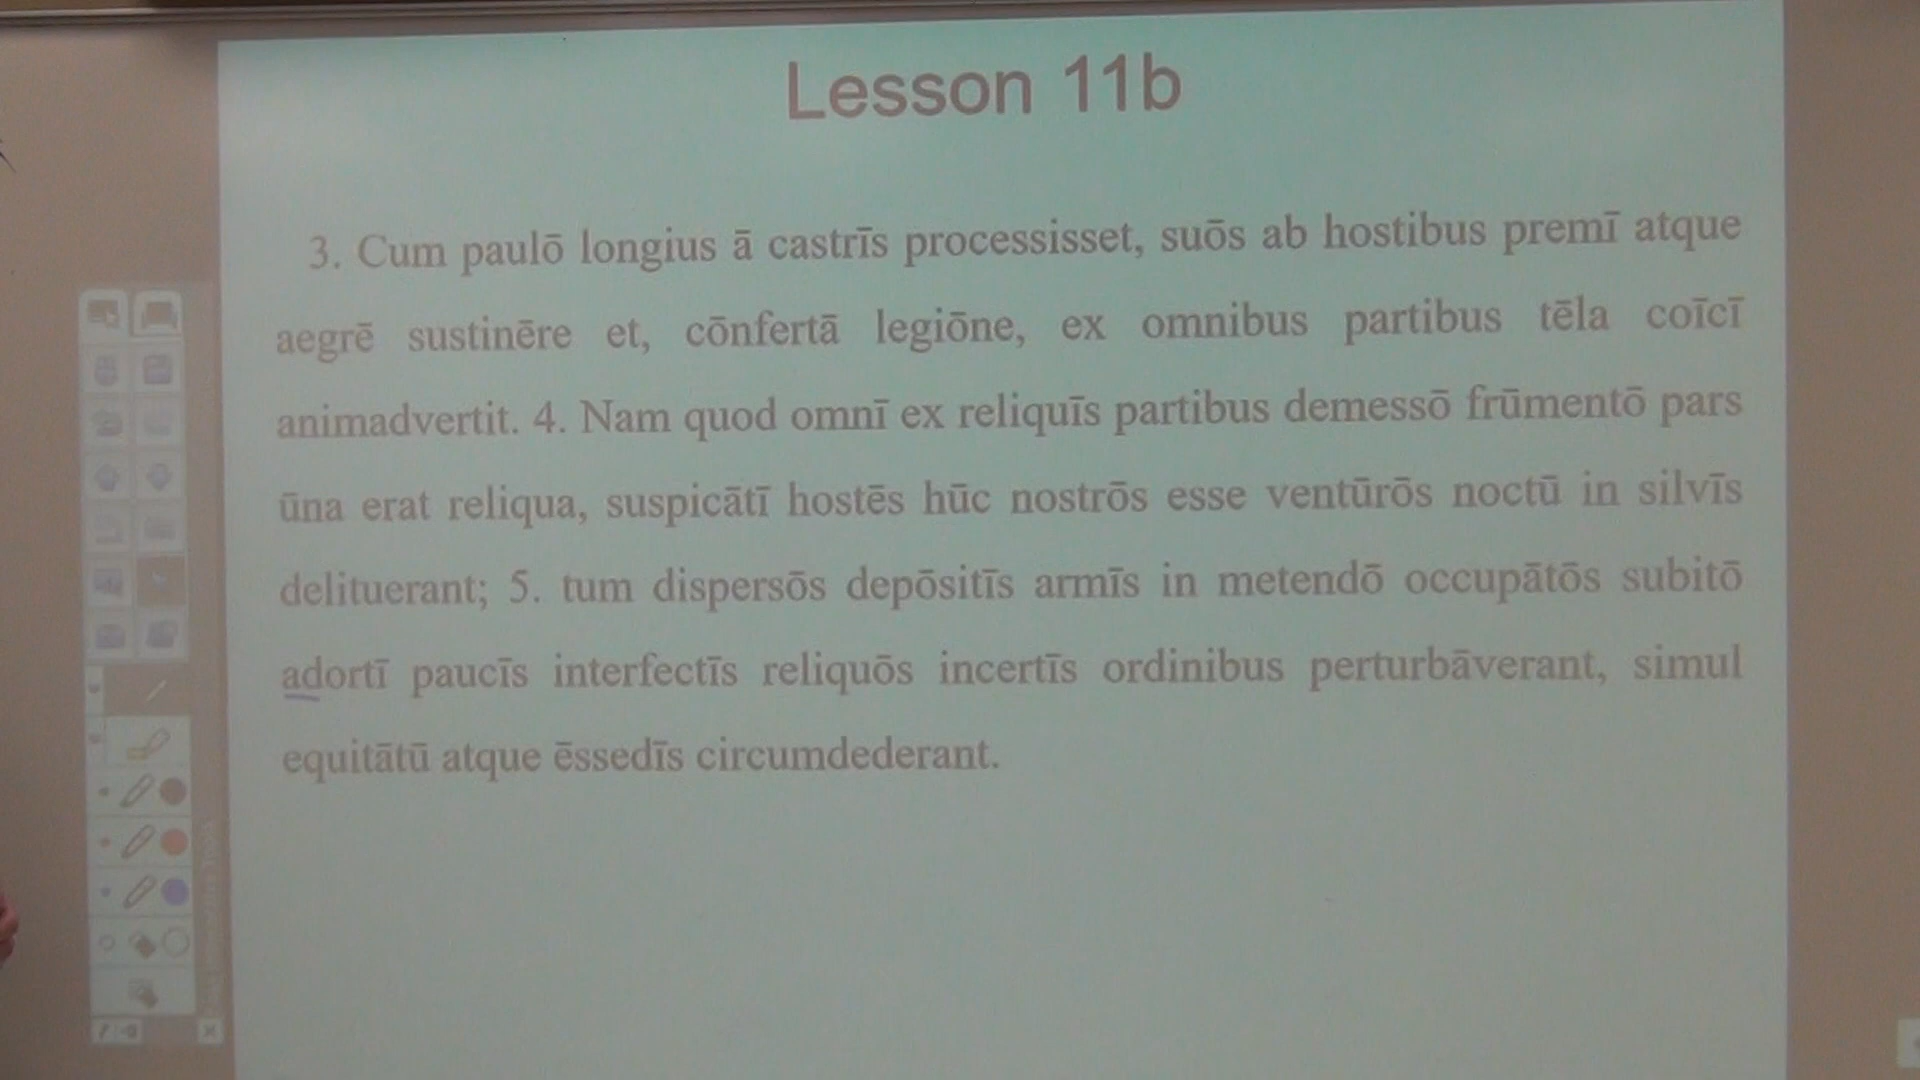 Lesson 11b
3. Cum paulō longius ā castrīs processisset, suōs ab hostibus premī atque
aegrē sustinēre et, cōnfertā legiōne, ex omnibus partibus tēla coīcī
animadvertit. 4. Nam quod omnī ex reliquīs partibus demessō frūmentō pars
ūna erat reliqua, suspicātī hostēs hūc nostrōs esse ventūrōs noctū in silvīs
delituerant; 5. tum dispersōs depōsitīs armīs in metendō occupātōs subitō
adortī paucīs interfectīs reliquōs incertīs ordinibus perturbāverant, simul
equitātū atque ēssedīs circumdederant.